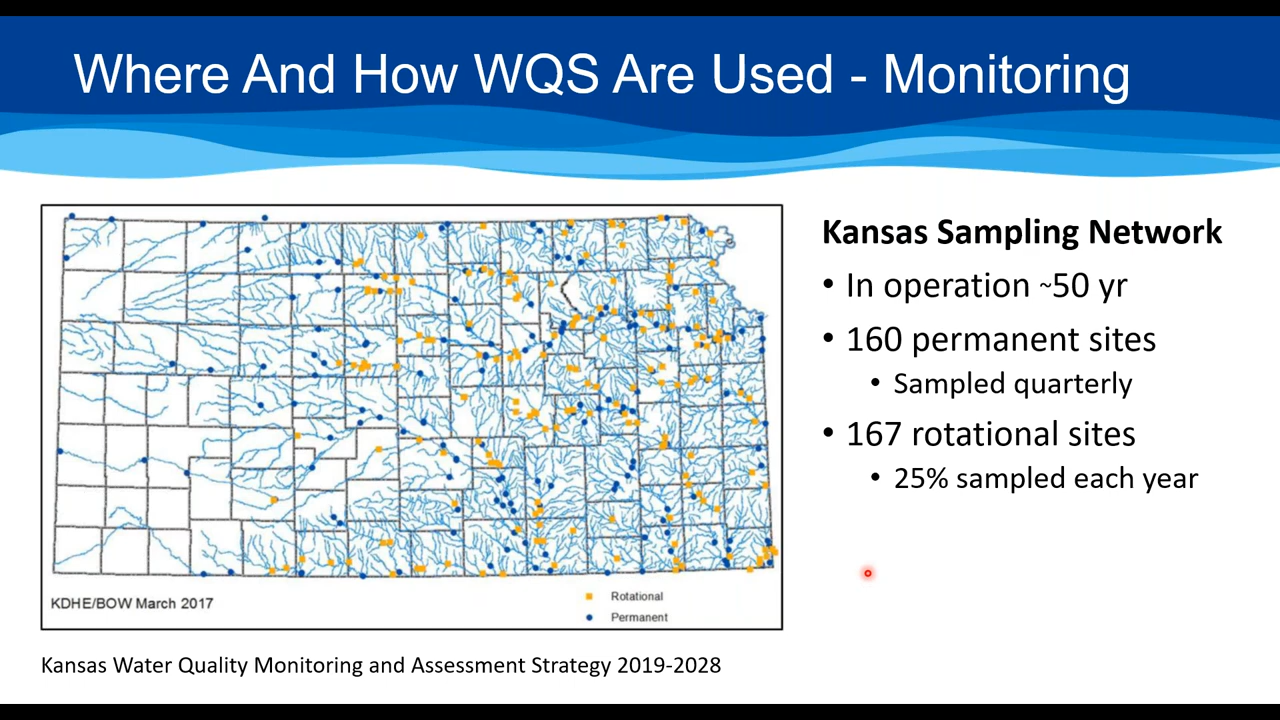 Where And How WQS Are Used - Monitoring
Kansas Sampling Network
• In operation ~50 yr
• 160 permanent sites
• Sampled quarterly
• 167 rotational sites
• 25% sampled each year
KDHE/BOW March 2017
Rotational
Permanent
Kansas Water Quality Monitoring and Assessment Strategy 2019-2028